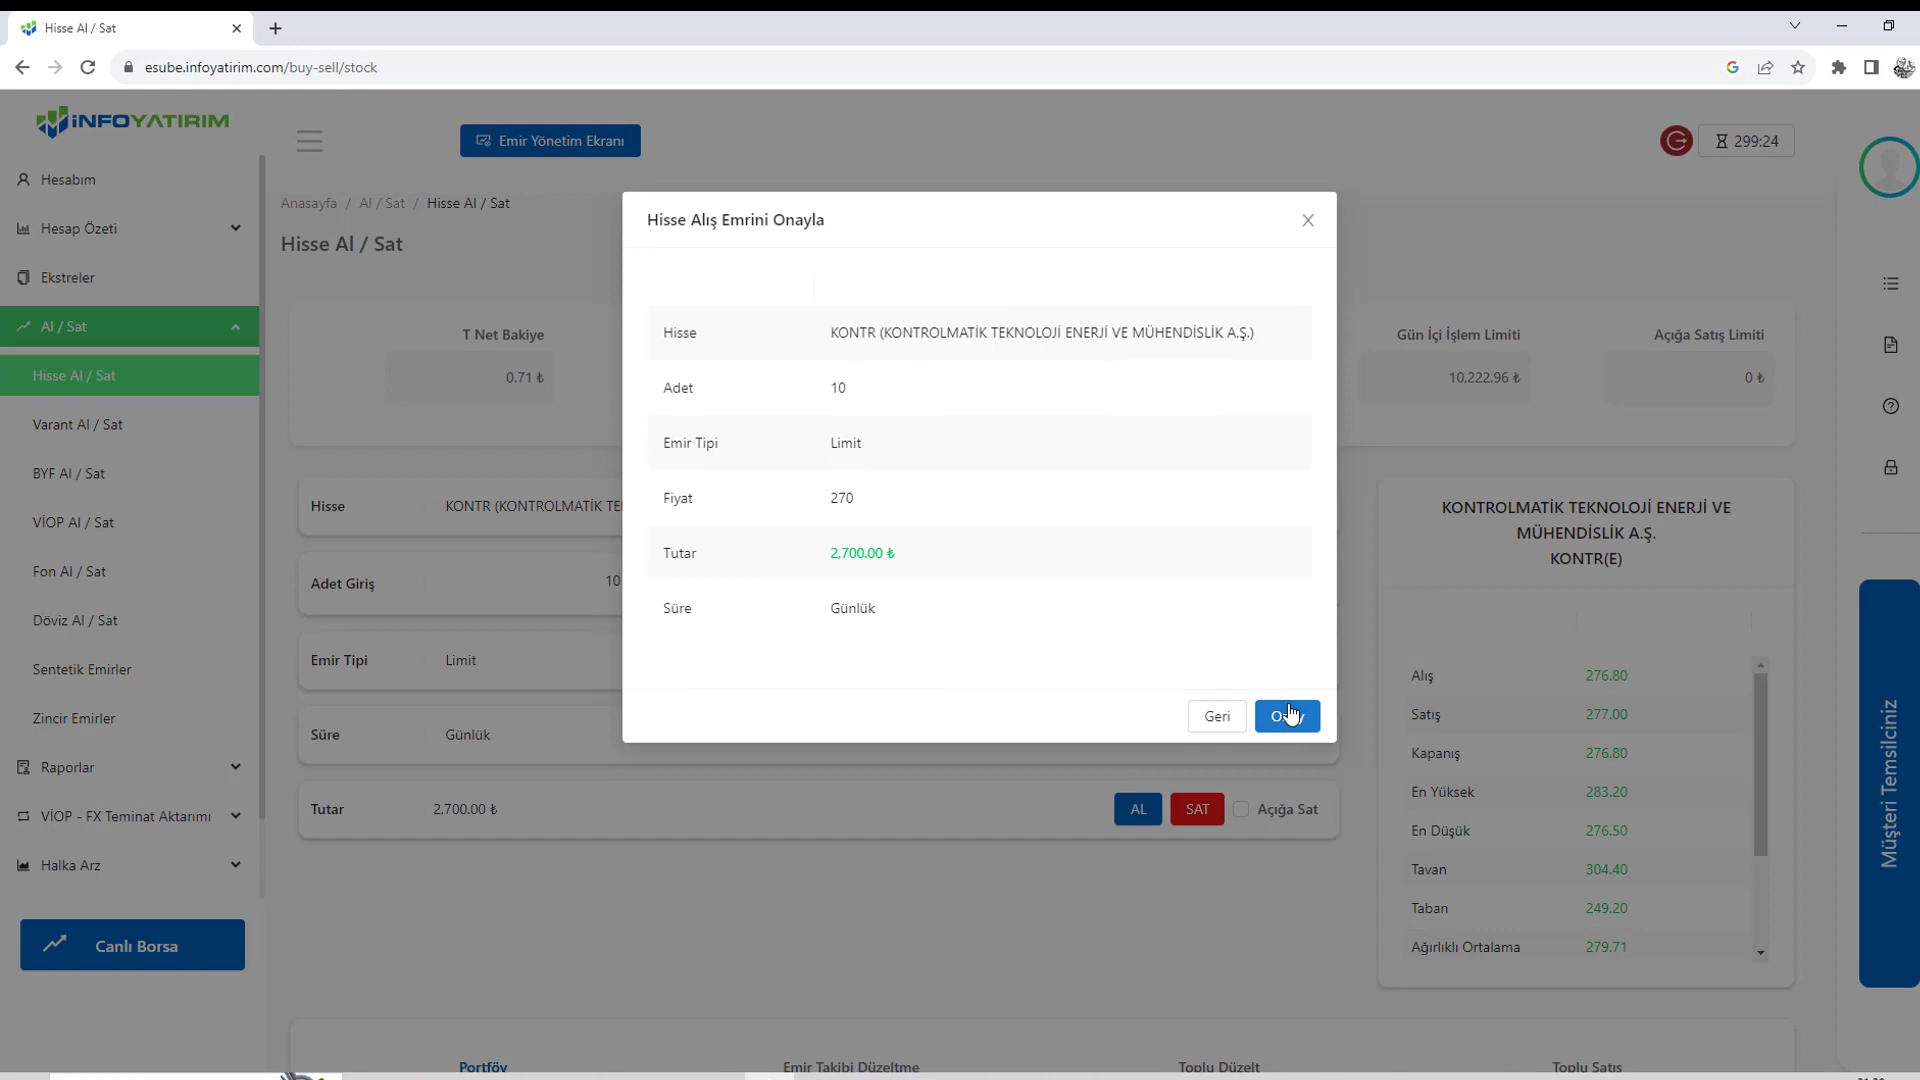 Hisse Al / Sat
esube.infoyatirim.com/buy-sell/stock
İNFOYATIRIM
Emir Yönetim Ekranı
299:24
Hesabım
Hesap Özeti
Ekstreler
Al / Sat
Hisse Al / Sat
Varant Al / Sat
BYF Al / Sat
VİOP Al / Sat
Fon Al / Sat
Döviz Al / Sat
Sentetik Emirler
Zincir Emirler
Raporlar
VİOP - FX Teminat Aktarımı
Halka Arz
Canlı Borsa
Anasayfa / Al / Sat / Hisse Al / Sat
Hisse Al / Sat
T Net Bakiye
0.71 ₺
Gün İçi İşlem Limiti
10,222.96 ₺
Açığa Satış Limiti
0 ₺
Hisse KONTR (KONTROLMATİK
Adet Giriş 10
Emir Tipi Limit
Süre Günlük
Tutar 2,700.00 ₺ AL SAT Açığa Sat
Hisse Alış Emrini Onayla
Hisse KONTR (KONTROLMATİK TEKNOLOJİ ENERJİ VE MÜHENDİSLİK A.Ş.)
Adet 10
Emir Tipi Limit
Fiyat 270
Tutar 2,700.00 ₺
Süre Günlük
Geri
KONTROLMATİK TEKNOLOJİ ENERJİ VE
MÜHENDİSLİK A.Ş.
KONTR(E)
Alış 276.80
Satış 277.00
Kapanış 276.80
En Yüksek 283.20
En Düşük 276.50
Tavan 304.40
Taban 249.20
Ağırlıklı Ortalama 279.71
Müşteri Temsilciniz
Portföy Emir Takibi Düzeltme Toplu Düzelt Toplu Satış